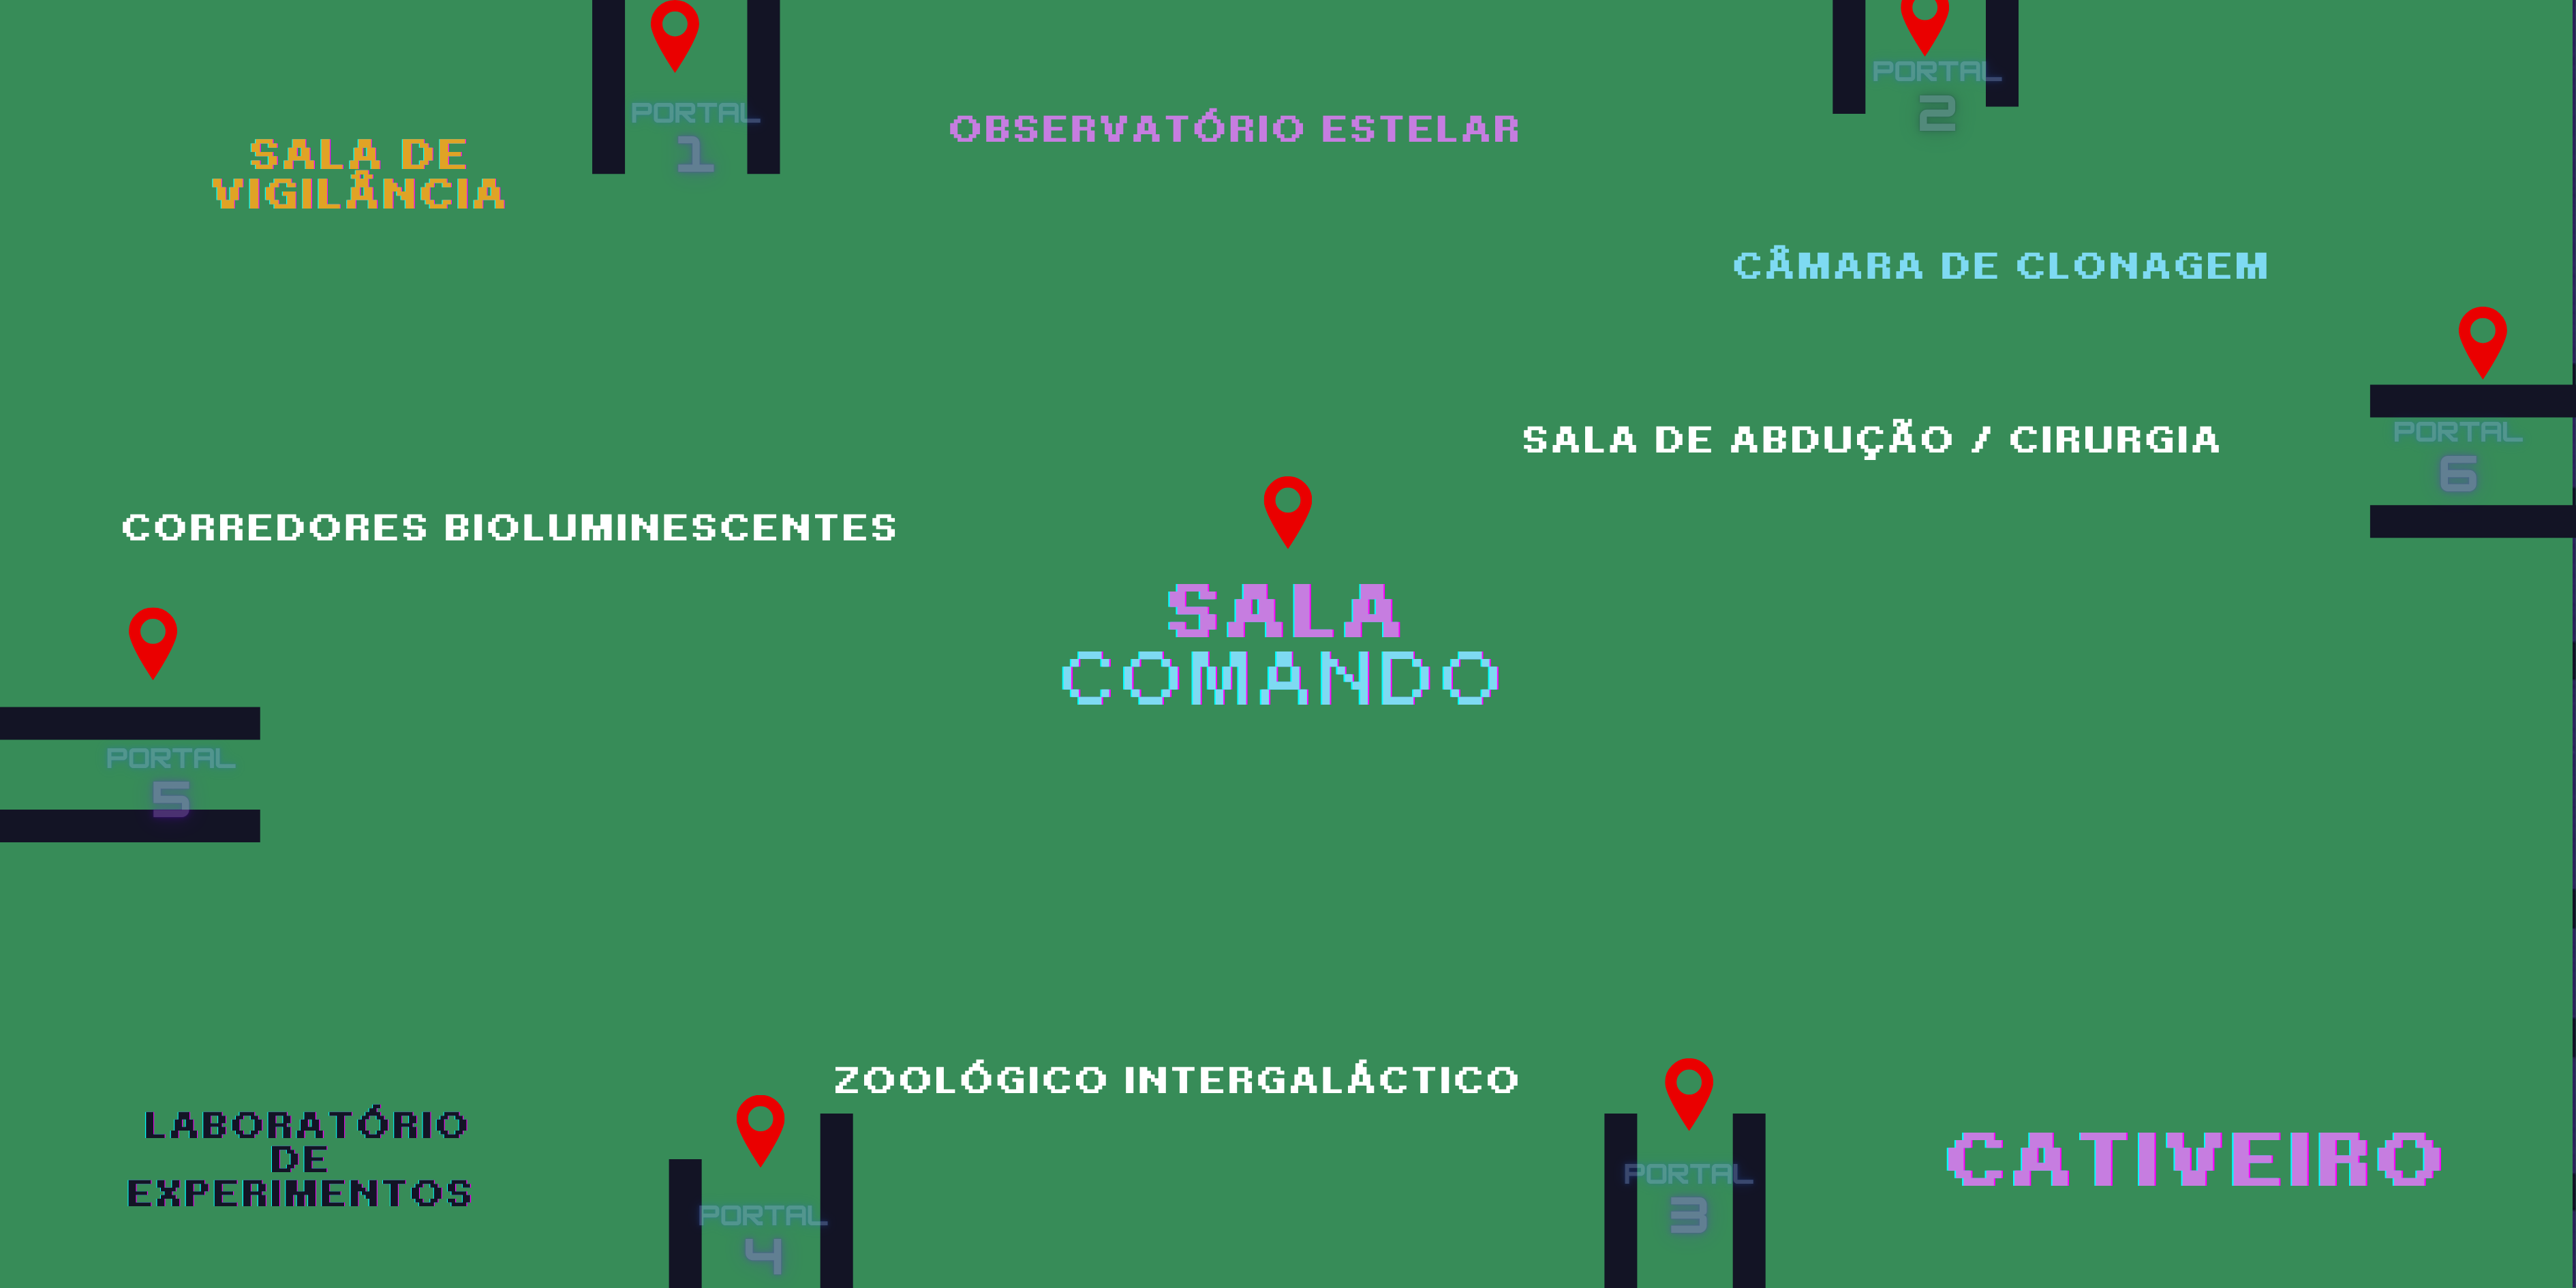 PORTAL
1
PORTAL
2
OBSERVATÓRIO ESTELAR
SALA DE
VIGILÂNCIA
CÂMARA DE CLONAGEM
SALA DE ABDUÇÃO / CIRURGIA
PORTAL
6
CORREDORES BIOLUMINESCENTES
SALA
COMANDO
PORTAL
5
ZOOLÓGICO INTERGALÁCTICO
LABORATÓRIO
DE
EXPERIMENTOS
PORTAL
4
PORTAL
3
CATIVEIRO